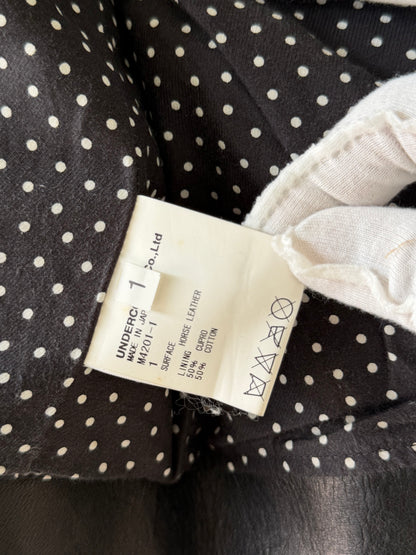 1
UNDERC Co.,Ltd
MADE IN JAP
M4201-1
1
SURFACE
HORSE LEATHER
LINING
50% CUPRO
50% COTTON